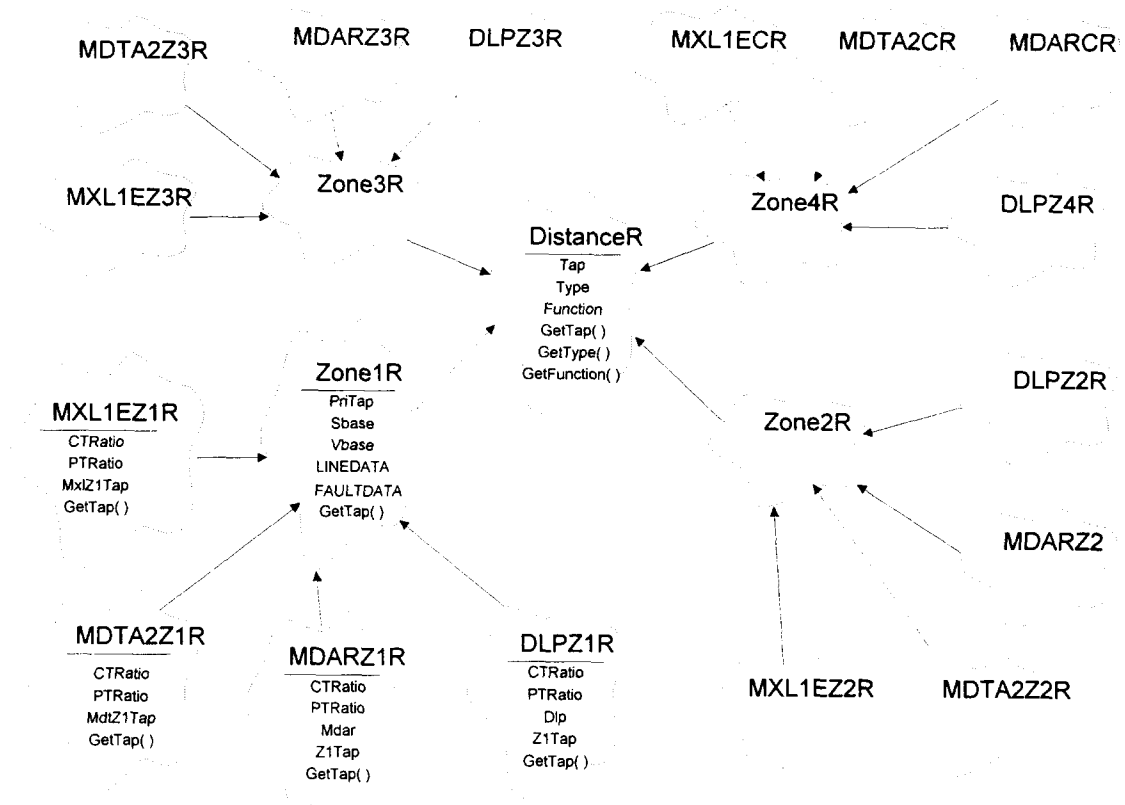 MDTA2Z3R
MDARZ3R
DLPZ3R
MXL1ECR
MDTA2CR
MDARCR
MXL1EZ3R
Zone3R
Zone4R
DLPZ4R
DistanceR
Tap
Type
Function
GetTap( )
GetType( )
GetFunction( )
Zone1R
PriTap
Sbase
Vbase
LINEDATA
FAULTDATA
GetTap( )
MXL1EZ1R
CTRatio
PTRatio
MxlZ1Tap
GetTap( )
DLPZ2R
Zone2R
MDARZ2
MDTA2Z1R
CTRatio
PTRatio
MdtZ1Tap
GetTap( )
MDARZ1R
CTRatio
PTRatio
Mdar
Z1Tap
GetTap( )
DLPZ1R
CTRatio
PTRatio
Dlp
Z1Tap
GetTap( )
MXL1EZ2R
MDTA2Z2R